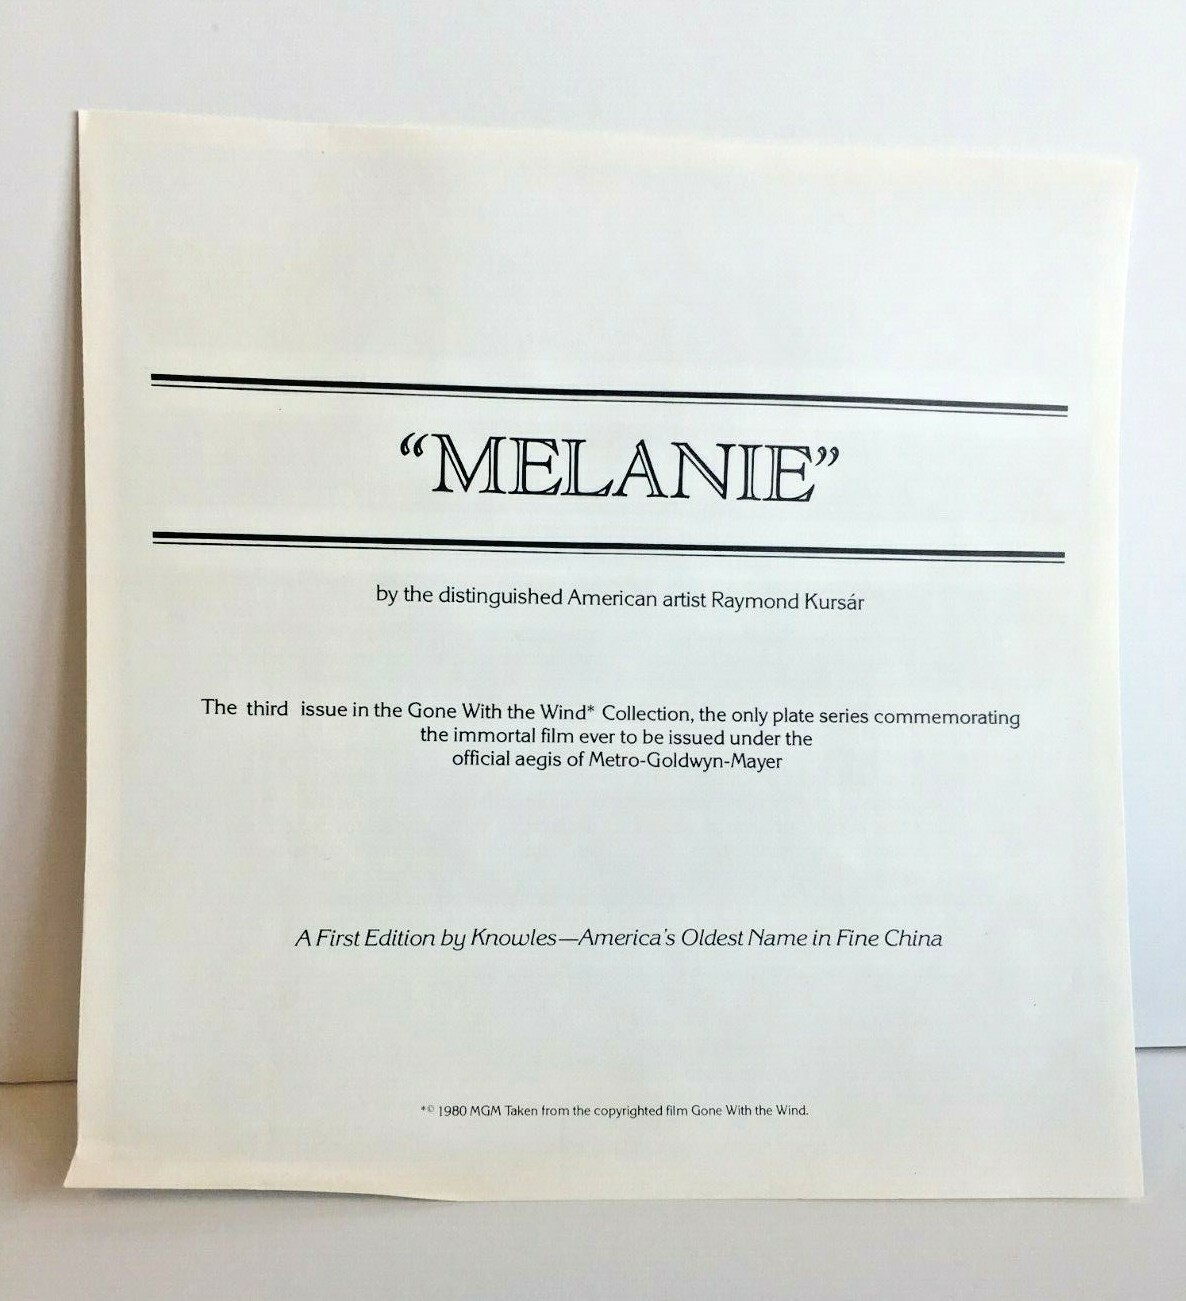 “MELANIE”
by the distinguished American artist Raymond Kursár
The third issue in the Gone With the Wind* Collection, the only plate series commemorating
the immortal film ever to be issued under the
official aegis of Metro-Goldwyn-Mayer
A First Edition by Knowles—America's Oldest Name in Fine China
*© 1980 MGM Taken from the copyrighted film Gone With the Wind.